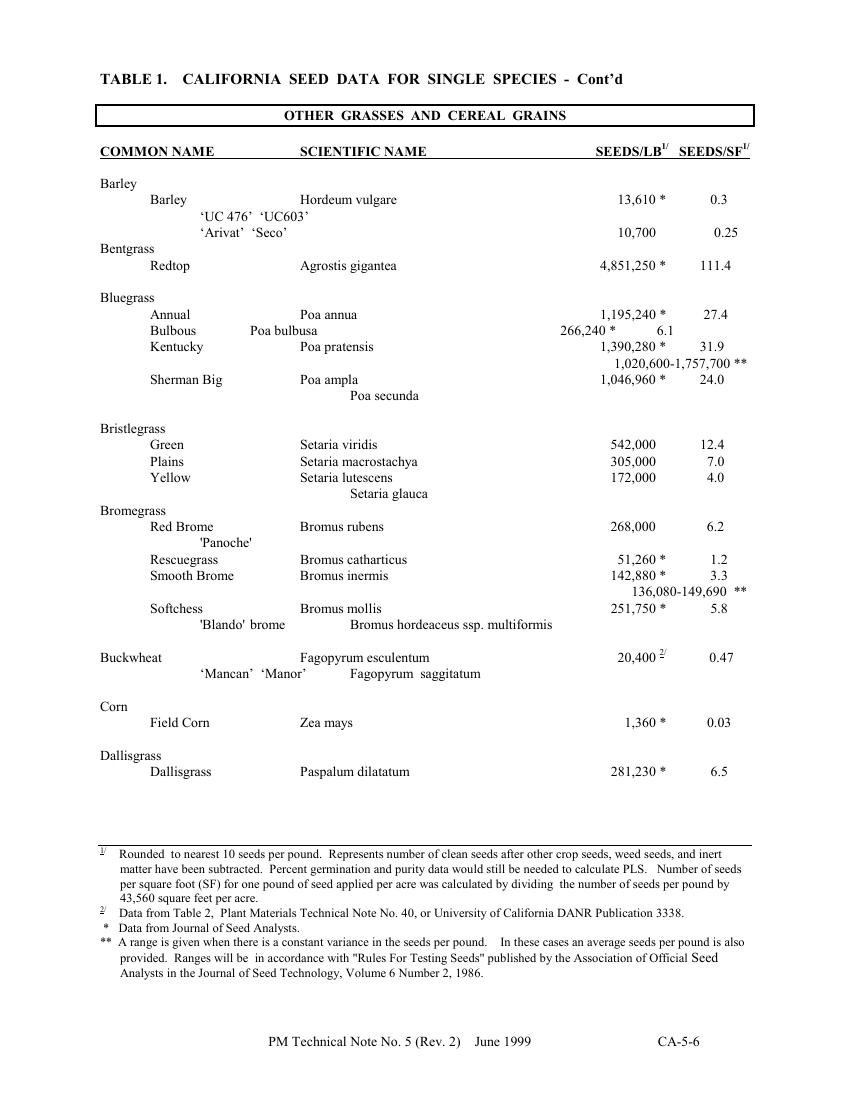 TABLE 1. CALIFORNIA SEED DATA FOR SINGLE SPECIES - Cont’d
OTHER GRASSES AND CEREAL GRAINS
COMMON NAME SCIENTIFIC NAME SEEDS/LB1/ SEEDS/SF1/
Barley
Barley Hordeum vulgare 13,610 * 0.3
‘UC 476’ ‘UC603’
‘Arivat’ ‘Seco’ 10,700 0.25
Bentgrass
Redtop Agrostis gigantea 4,851,250 * 111.4
Bluegrass
Annual Poa annua 1,195,240 * 27.4
Bulbous Poa bulbusa 266,240 * 6.1
Kentucky Poa pratensis 1,390,280 * 31.9
1,020,600-1,757,700 **
Sherman Big Poa ampla 1,046,960 * 24.0
Poa secunda
Bristlegrass
Green Setaria viridis 542,000 12.4
Plains Setaria macrostachya 305,000 7.0
Yellow Setaria lutescens 172,000 4.0
Setaria glauca
Bromegrass
Red Brome Bromus rubens 268,000 6.2
'Panoche'
Rescuegrass Bromus catharticus 51,260 * 1.2
Smooth Brome Bromus inermis 142,880 * 3.3
136,080-149,690 **
Softchess Bromus mollis 251,750 * 5.8
'Blando' brome Bromus hordeaceus ssp. multiformis
Buckwheat Fagopyrum esculentum 20,400 2/ 0.47
‘Mancan’ ‘Manor’ Fagopyrum saggitatum
Corn
Field Corn Zea mays 1,360 * 0.03
Dallisgrass
Dallisgrass Paspalum dilatatum 281,230 * 6.5
1/ Rounded to nearest 10 seeds per pound. Represents number of clean seeds after other crop seeds, weed seeds, and inert
matter have been subtracted. Percent germination and purity data would still be needed to calculate PLS. Number of seeds
per square foot (SF) for one pound of seed applied per acre was calculated by dividing the number of seeds per pound by
43,560 square feet per acre.
2/ Data from Table 2, Plant Materials Technical Note No. 40, or University of California DANR Publication 3338.
* Data from Journal of Seed Analysts.
** A range is given when there is a constant variance in the seeds per pound. In these cases an average seeds per pound is also
provided. Ranges will be in accordance with "Rules For Testing Seeds" published by the Association of Official Seed
Analysts in the Journal of Seed Technology, Volume 6 Number 2, 1986.
PM Technical Note No. 5 (Rev. 2) June 1999 CA-5-6